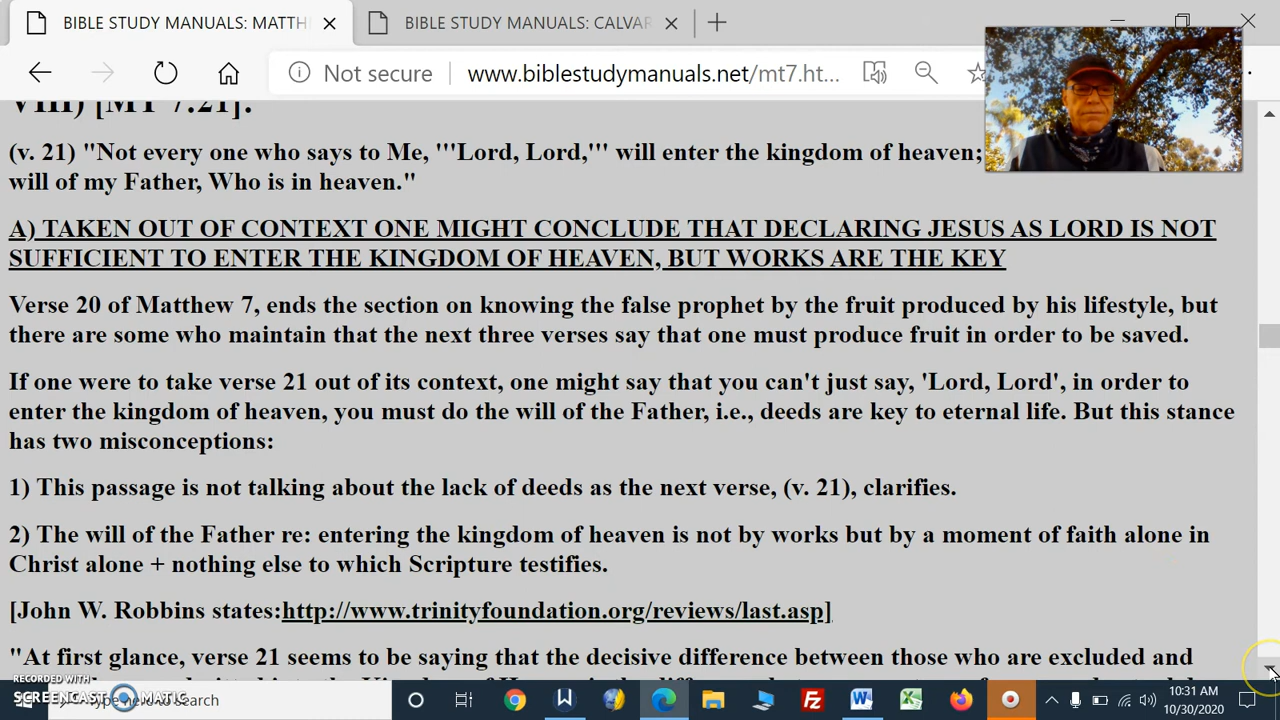 BIBLE STUDY MANUALS: MATTH
BIBLE STUDY MANUALS: CALVAR
Not secure
www.biblestudymanuals.net/mt7.ht...
VIII) [MT 7.21]:
(v. 21) "Not every one who says to Me, '"Lord, Lord,"' will enter the kingdom of heaven;
will of my Father, Who is in heaven."
A) TAKEN OUT OF CONTEXT ONE MIGHT CONCLUDE THAT DECLARING JESUS AS LORD IS NOT
SUFFICIENT TO ENTER THE KINGDOM OF HEAVEN, BUT WORKS ARE THE KEY
Verse 20 of Matthew 7, ends the section on knowing the false prophet by the fruit produced by his lifestyle, but
there are some who maintain that the next three verses say that one must produce fruit in order to be saved.
If one were to take verse 21 out of its context, one might say that you can't just say, 'Lord, Lord', in order to
enter the kingdom of heaven, you must do the will of the Father, i.e., deeds are key to eternal life. But this stance
has two misconceptions:
1) This passage is not talking about the lack of deeds as the next verse, (v. 21), clarifies.
2) The will of the Father re: entering the kingdom of heaven is not by works but by a moment of faith alone in
Christ alone + nothing else to which Scripture testifies.
[John W. Robbins states:http://www.trinityfoundation.org/reviews/last.asp]
"At first glance, verse 21 seems to be saying that the decisive difference between those who are excluded and
RECORDED WITH
SCREENCAST-O-MATIC
Type here to search
10:31 AM
10/30/2020